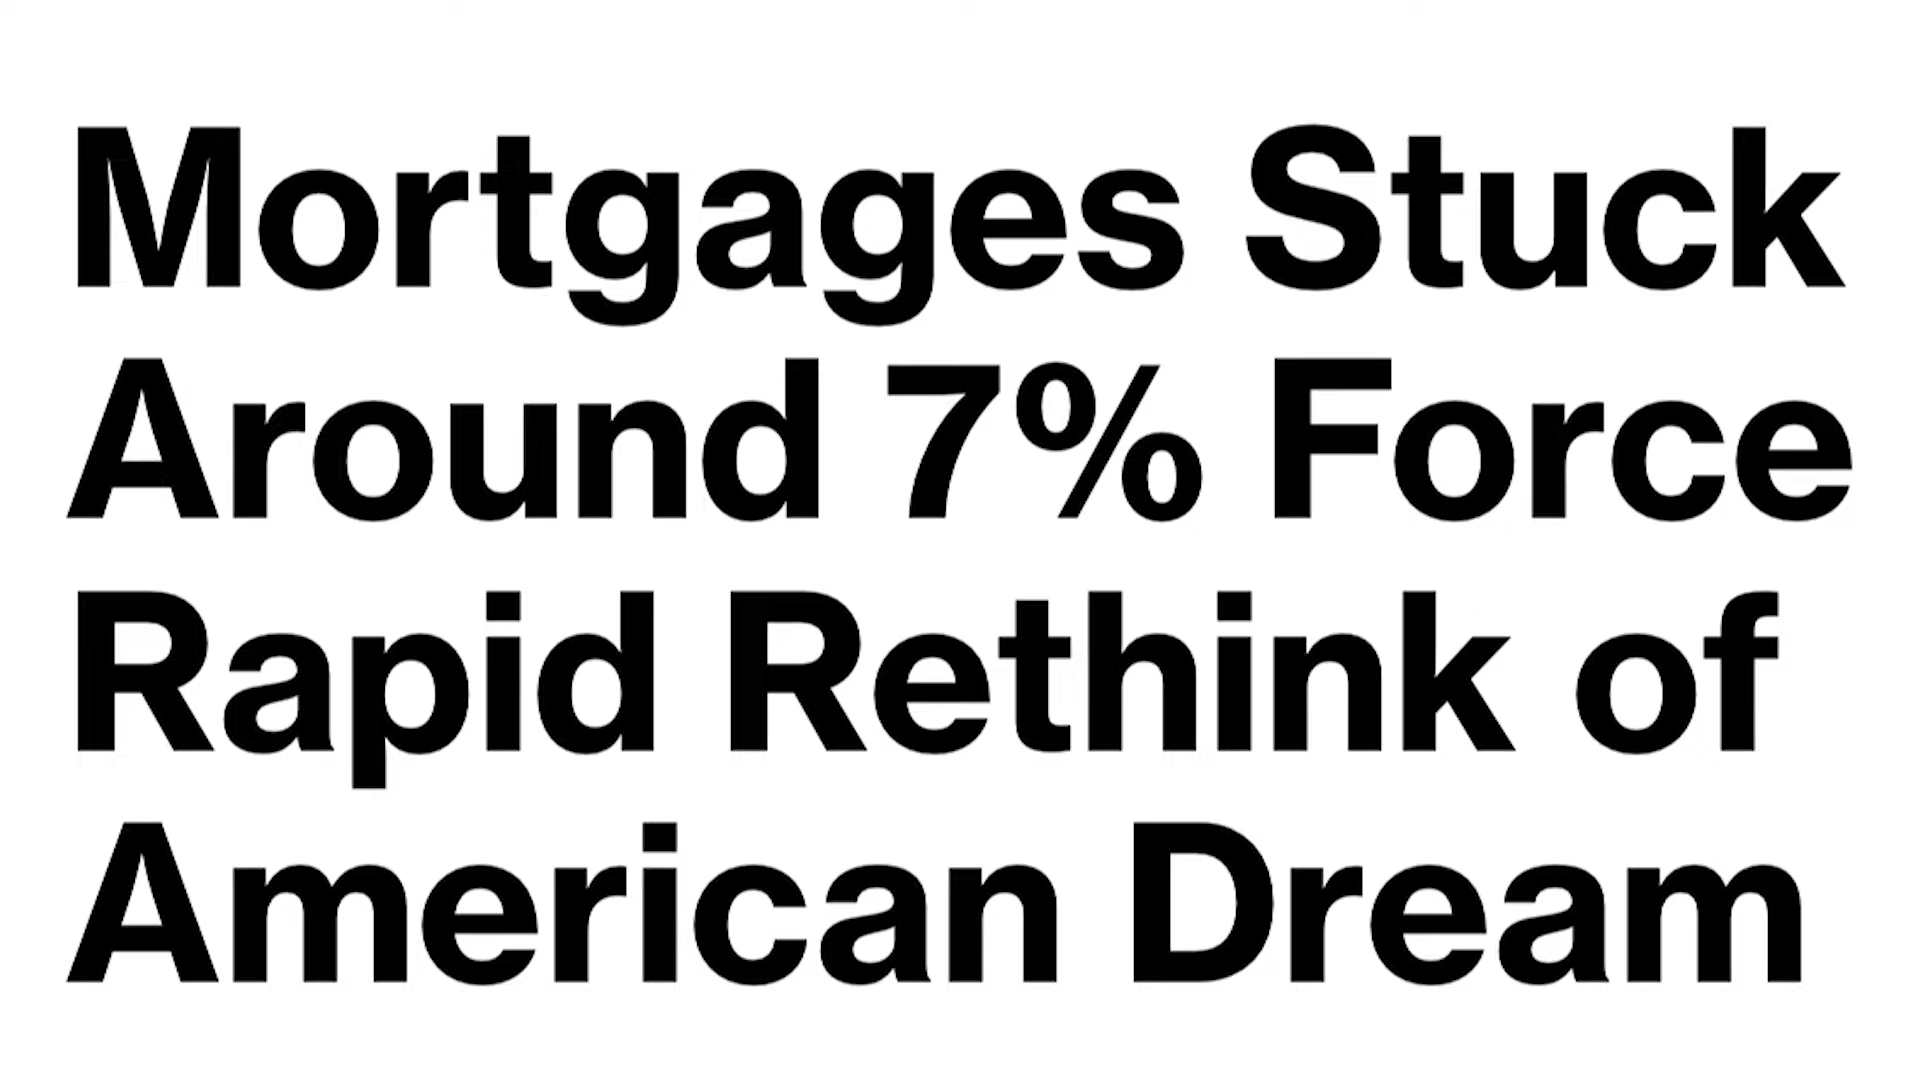 Mortgages Stuck
Around 7% Force
Rapid Rethink of
American Dream